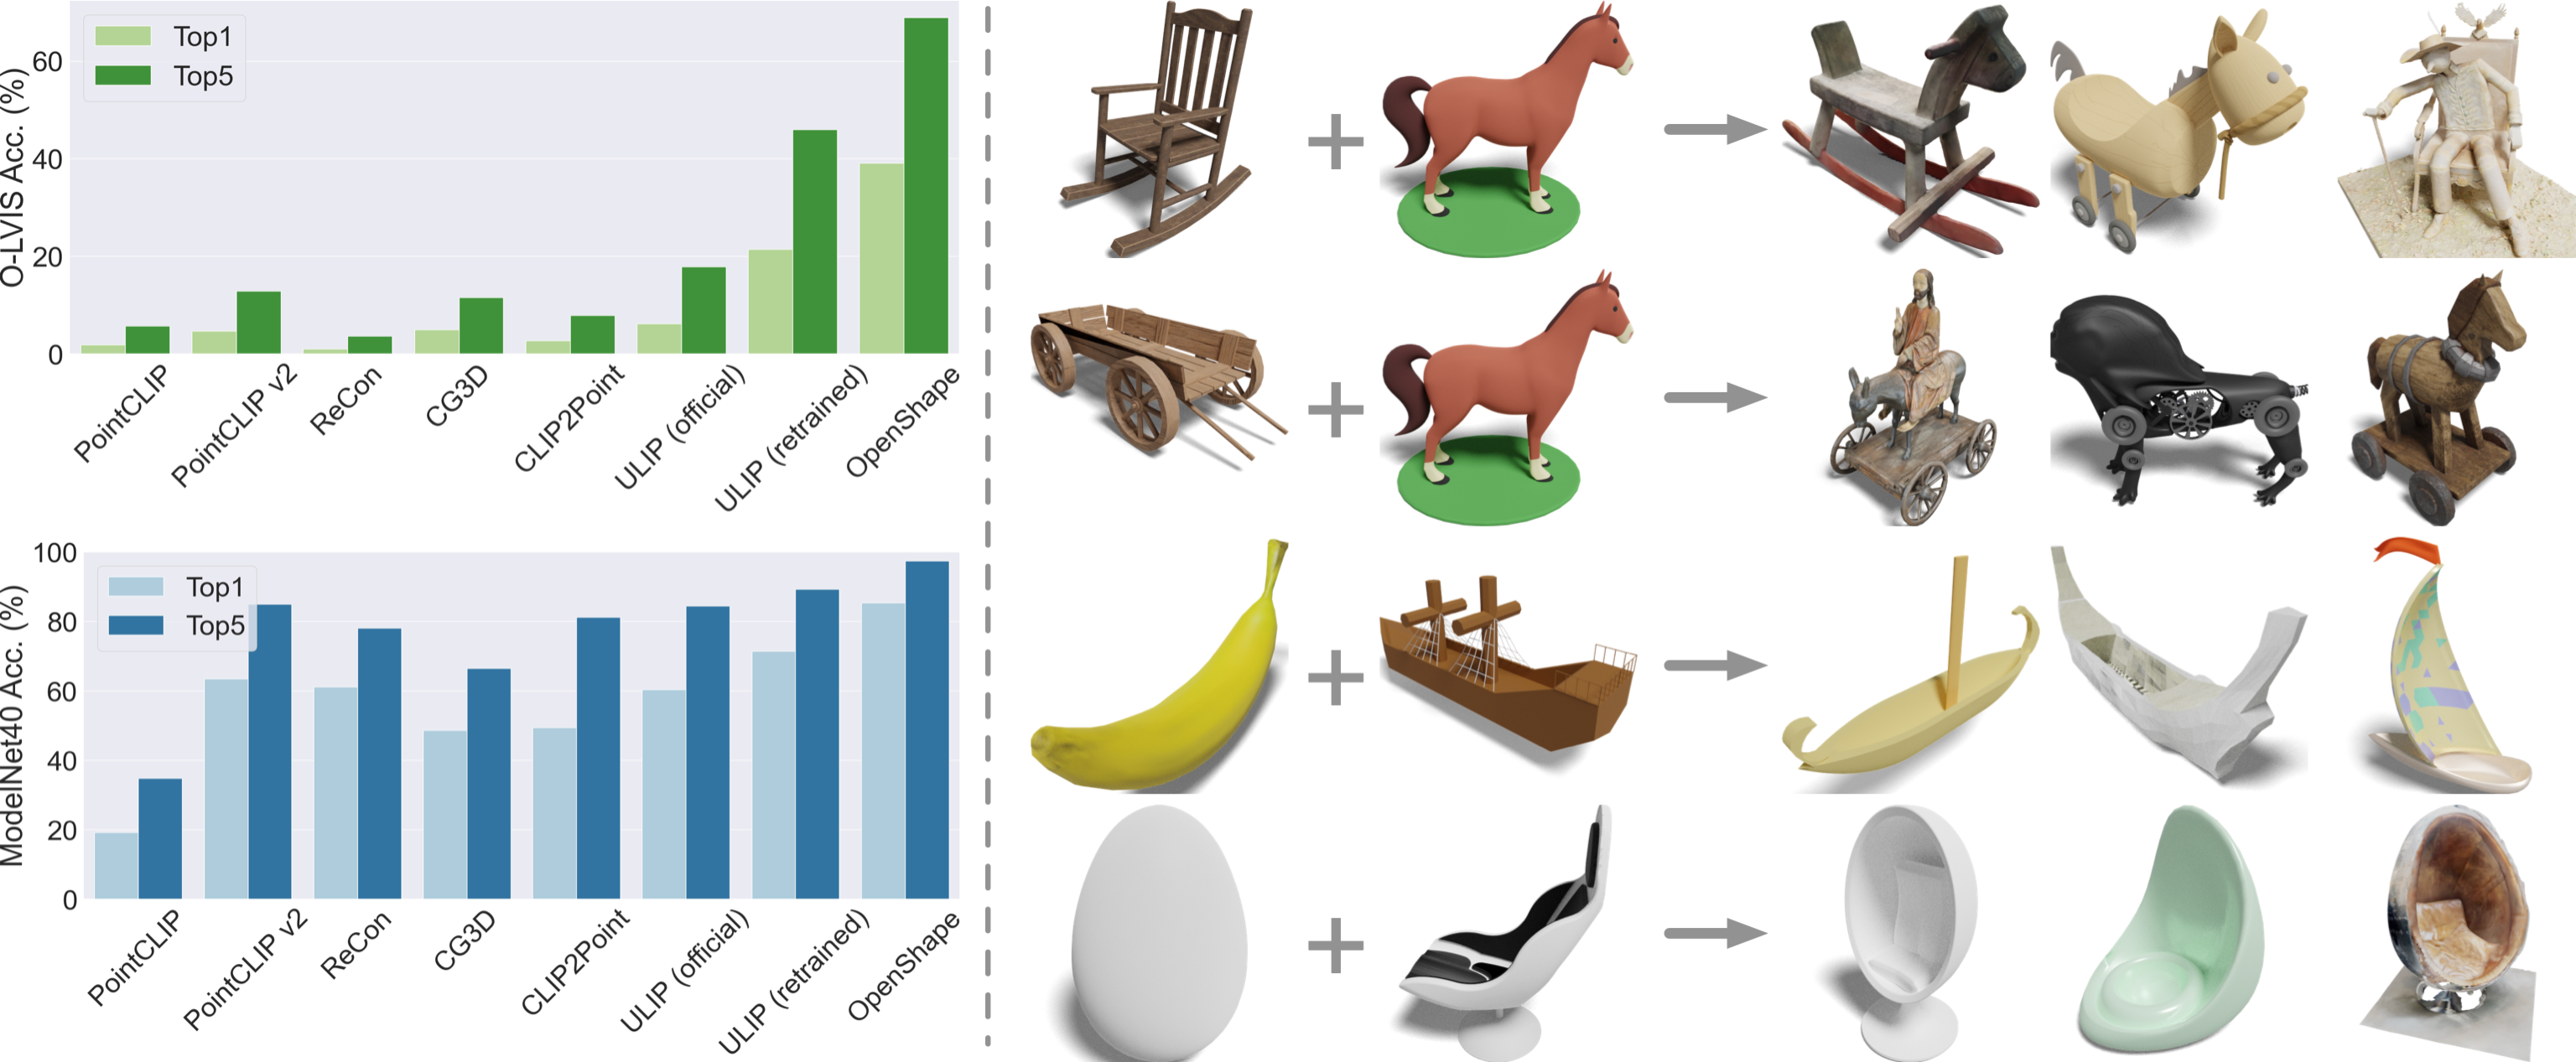 O-LVIS Acc. (%)
60
40
20
0
Top1
Top5
PointCLIP
PointCLIP v2
ReCon
CG3D
CLIP2Point
ULIP (official)
ULIP (retrained)
OpenShape
ModelNet40 Acc. (%)
100
80
60
40
20
0
Top1
Top5
PointCLIP
PointCLIP v2
ReCon
CG3D
CLIP2Point
ULIP (official)
ULIP (retrained)
OpenShape